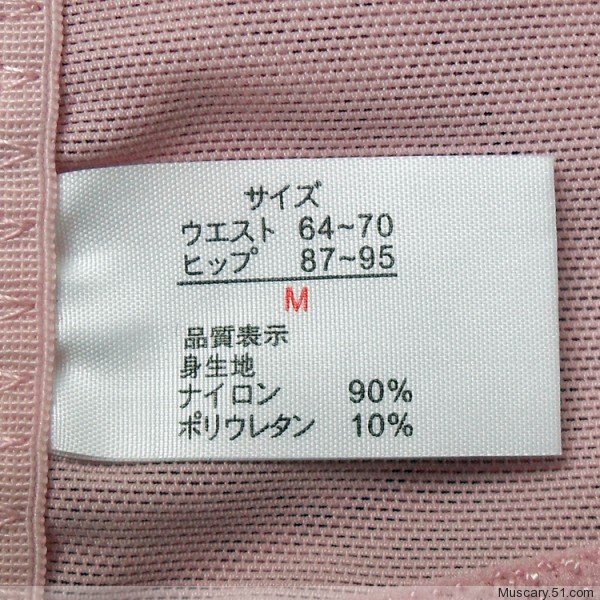 サイズ
ウエスト 64~70
ヒップ 87~95
M
品質表示
身生地
ナイロン 90%
ポリウレタン 10%
Muscary.51.com